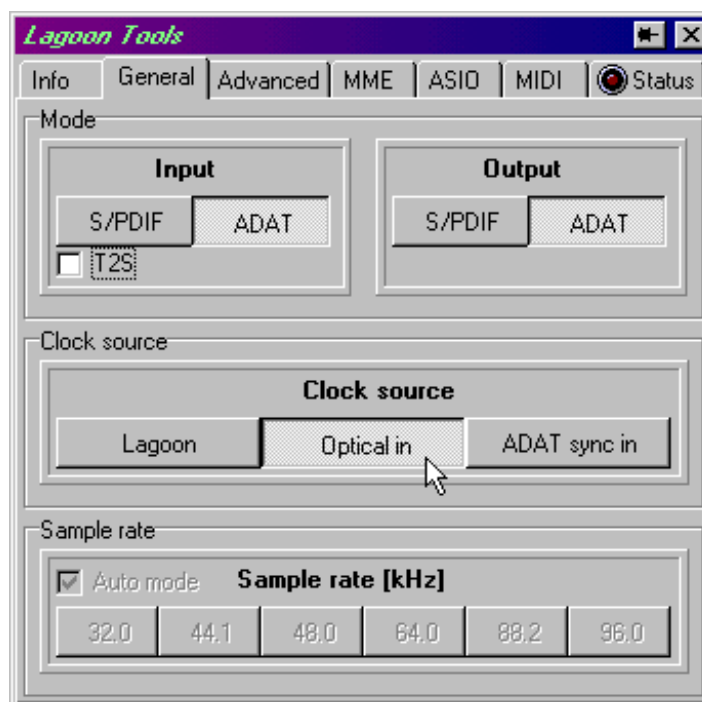 Lagoon Tools
Info General Advanced MME ASIO MIDI Status
Mode
Input Output
S/PDIF ADAT S/PDIF ADAT
T2S
Clock source
Clock source
Lagoon Optical in ADAT sync in
Sample rate
Auto mode Sample rate [kHz]
32.0 44.1 48.0 64.0 88.2 96.0